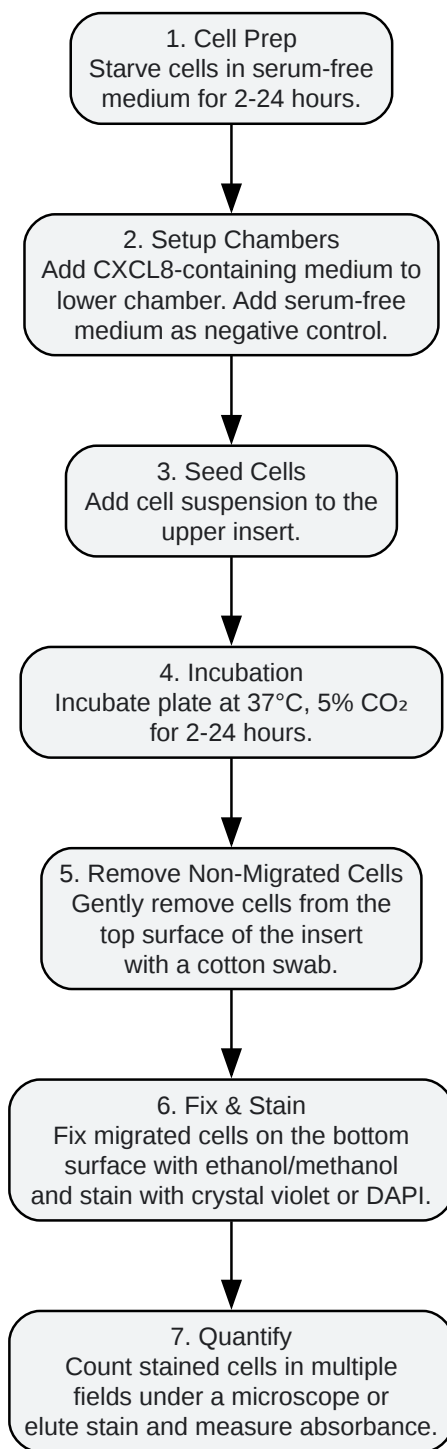 1. Cell Prep
Starve cells in serum-free
medium for 2-24 hours.
2. Setup Chambers
Add CXCL8-containing medium to
lower chamber. Add serum-free
medium as negative control.
3. Seed Cells
Add cell suspension to the
upper insert.
4. Incubation
Incubate plate at 37°C, 5% CO₂
for 2-24 hours.
5. Remove Non-Migrated Cells
Gently remove cells from the
top surface of the insert
with a cotton swab.
6. Fix & Stain
Fix migrated cells on the bottom
surface with ethanol/methanol
and stain with crystal violet or DAPI.
7. Quantify
Count stained cells in multiple
fields under a microscope or
elute stain and measure absorbance.